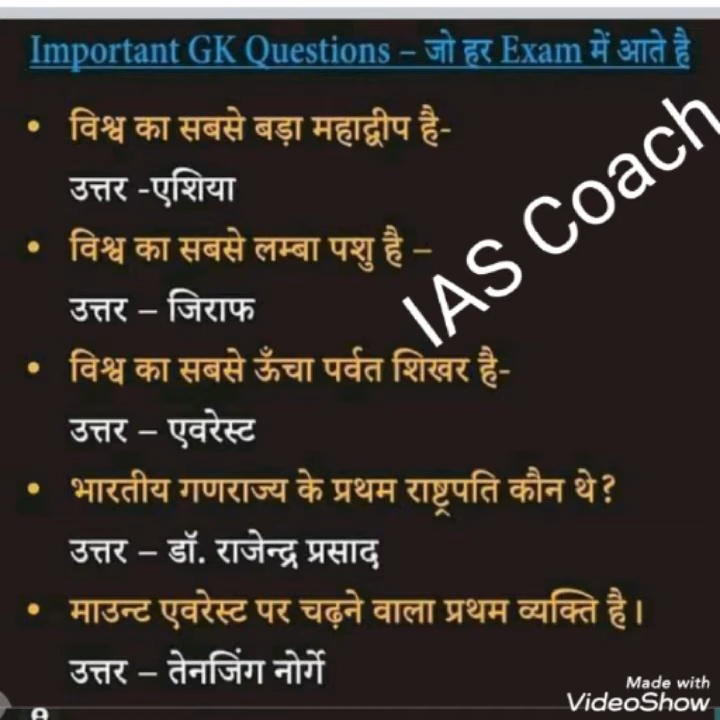 Important GK Questions – जो हर Exam में आते है
• विश्व का सबसे बड़ा महाद्वीप है-
उत्तर -एशिया
• विश्व का सबसे लम्बा पशु है –
उत्तर – जिराफ
• विश्व का सबसे ऊँचा पर्वत शिखर है-
उत्तर – एवरेस्ट
• भारतीय गणराज्य के प्रथम राष्ट्रपति कौन थे?
उत्तर – डॉ. राजेन्द्र प्रसाद
• माउन्ट एवरेस्ट पर चढ़ने वाला प्रथम व्यक्ति है।
उत्तर – तेनजिंग नोर्गे
IAS Coach
Made with
VideoShow